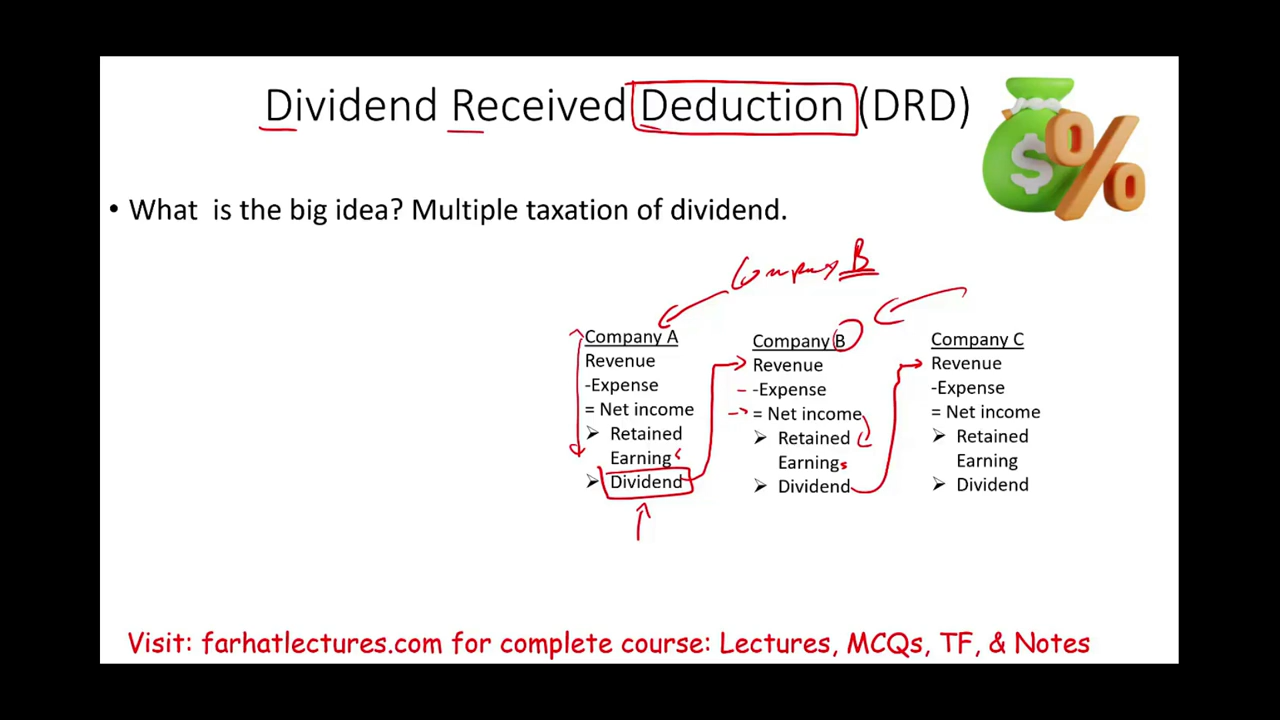 Dividend Received Deduction (DRD)
$%
• What is the big idea? Multiple taxation of dividend.
Company B
Company A
Revenue
-Expense
= Net income
➤ Retained
Earnings
➤ Dividend
Company B
Revenue
- -Expense
= Net income
➤ Retained
Earnings
➤ Dividend
Company C
Revenue
-Expense
= Net income
➤ Retained
Earning
➤ Dividend
Visit: farhatlectures.com for complete course: Lectures, MCQs, TF, & Notes